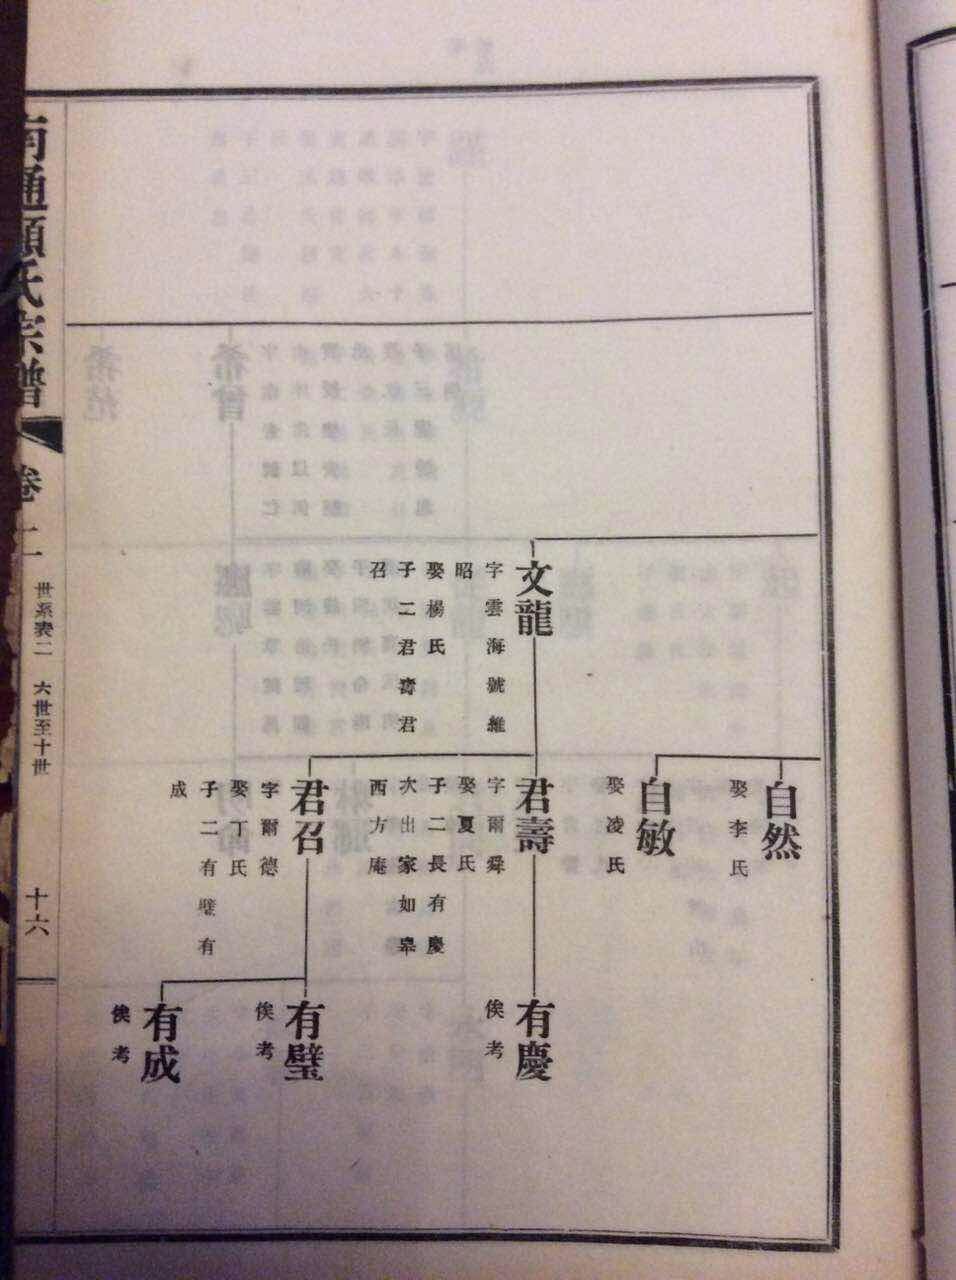 自然
娶李氏
自敏
娶凌氏
文龍
字雲海號維
昭
娶楊氏
子二君壽君
召
君壽
字爾舜
娶夏氏
子二長有慶
次出家如皋
西方庵
君召
字爾德
娶丁氏
子二有璧有
成
有慶
俟考
有璧
俟考
有成
俟考
南通顧氏宗譜
卷二
世系表二 六世至十世
十六